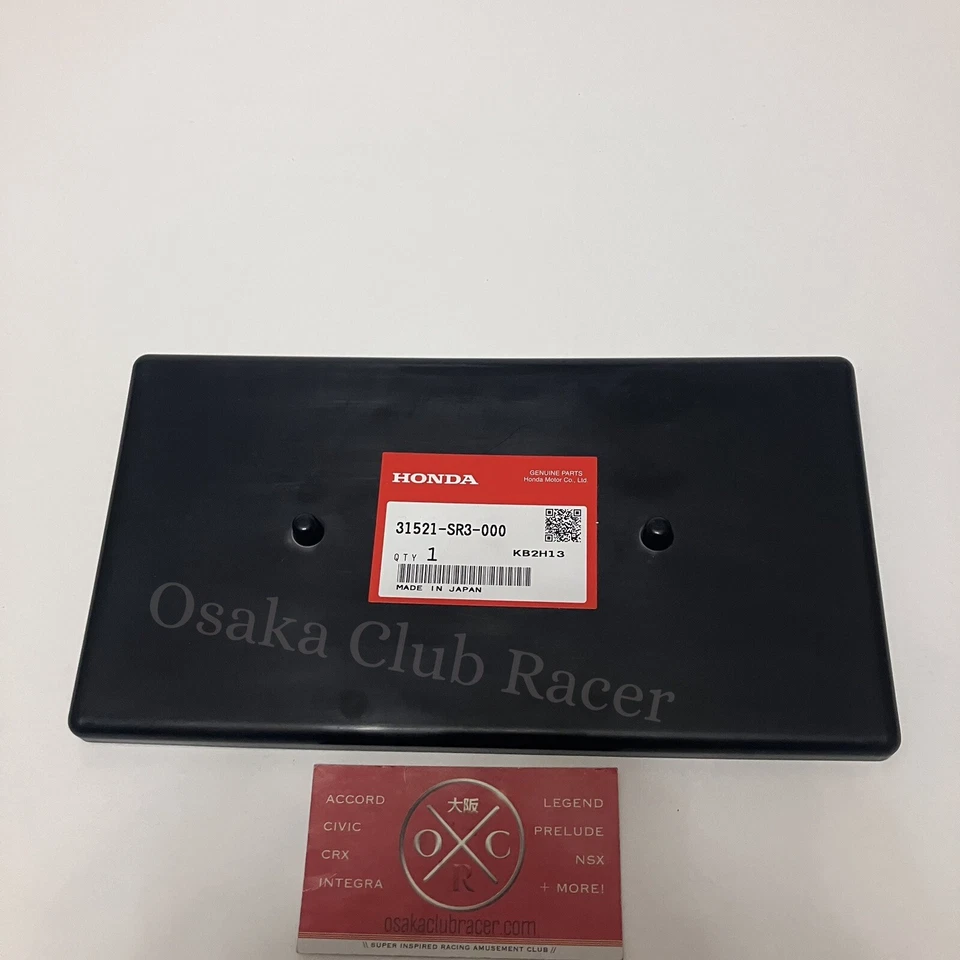 HONDA
GENUINE PARTS
Honda Motor Co., Ltd.
31521-SR3-000
QTY 1
KB2H13
MADE IN JAPAN
Osaka Club Racer
ACCORD
CIVIC
CRX
INTEGRA
大阪
O C
R
LEGEND
PRELUDE
NSX
+ MORE!
osakaclubracer.com
\\ SUPER INSPIRED RACING AMUSEMENT CLUB //